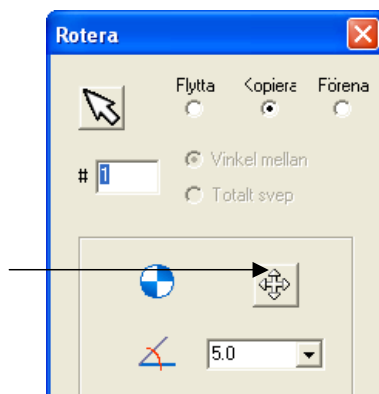 Rotera
Flytta Kopiera Förena
# 1
Vinkel mellan
Totalt svep
5.0